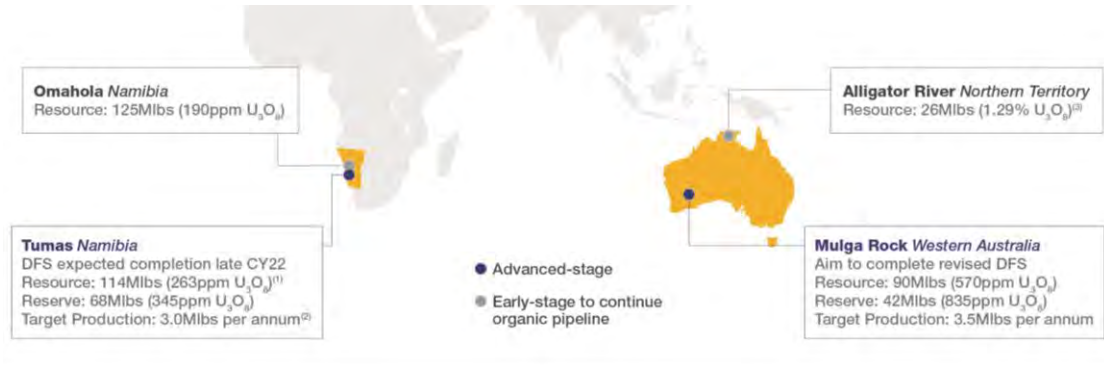 Omahola Namibia
Resource: 125Mlbs (190ppm U₃O₈)
Alligator River Northern Territory
Resource: 26Mlbs (1.29% U₃O₈)⁽³⁾
Tumas Namibia
DFS expected completion late CY22
Resource: 114Mlbs (263ppm U₃O₈)⁽¹⁾
Reserve: 68Mlbs (345ppm U₃O₈)
Target Production: 3.0Mlbs per annum⁽²⁾
Advanced-stage
Early-stage to continue
organic pipeline
Mulga Rock Western Australia
Aim to complete revised DFS
Resource: 90Mlbs (570ppm U₃O₈)
Reserve: 42Mlbs (835ppm U₃O₈)
Target Production: 3.5Mlbs per annum